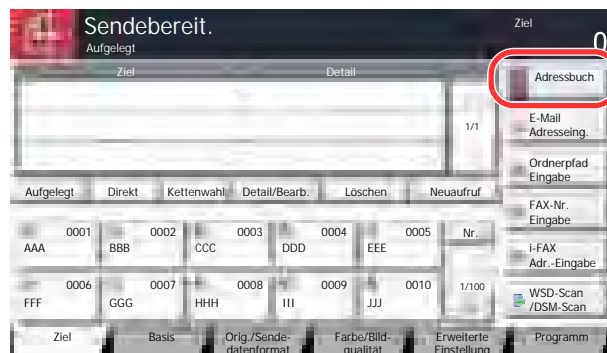 Sendebereit.
Ziel
Aufgelegt
0
Ziel Detail
Adressbuch
1/1
E-Mail
Adresseing.
Ordnerpfad
Eingabe
Aufgelegt Direkt Kettenwahl Detail/Bearb. Löschen Neuaufruf
FAX-Nr.
Eingabe
0001 0002 0003 0004 0005 Nr.
AAA BBB CCC DDD EEE
i-FAX
Adr.-Eingabe
0006 0007 0008 0009 0010 1/100
FFF GGG HHH III JJJ
WSD-Scan
/DSM-Scan
Ziel Basis Orig./Sende- Farbe/Bild- Erweiterte Programm
datenformat qualität Einstellung